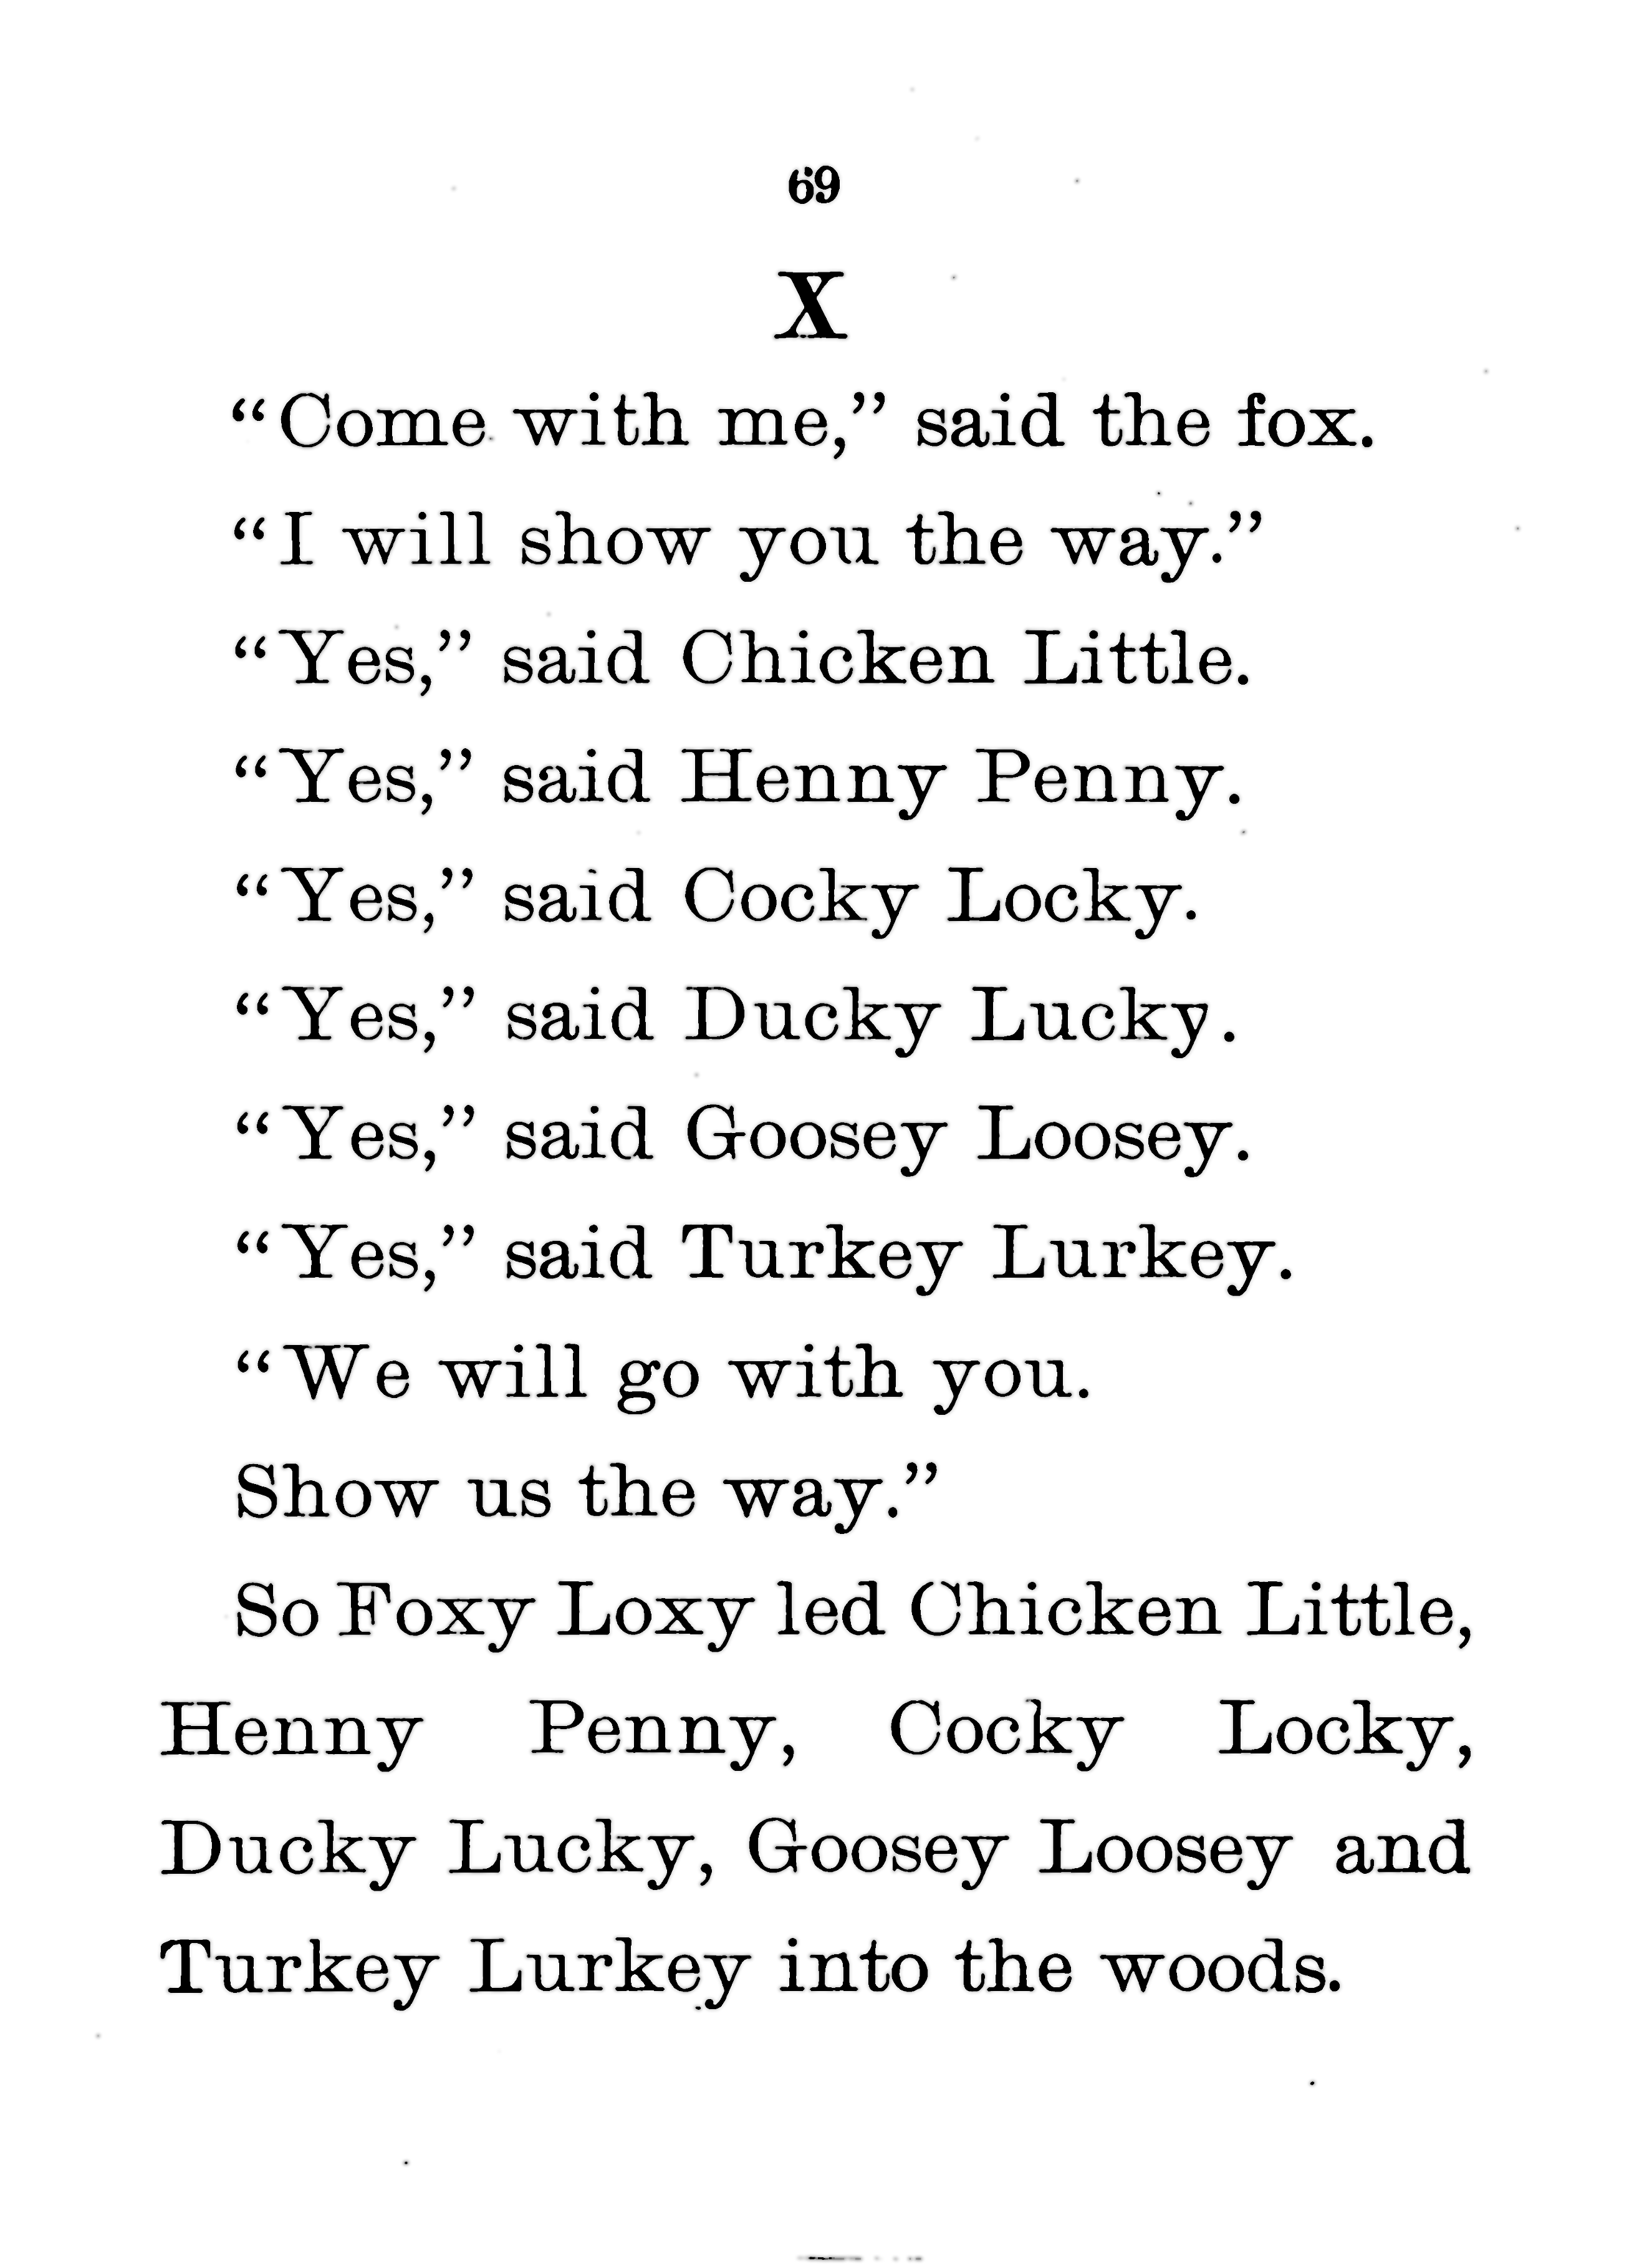 69
X
“Come with me,” said the fox.
“I will show you the way.”
“Yes,” said Chicken Little.
“Yes,” said Henny Penny.
“Yes,” said Cocky Locky.
“Yes,” said Ducky Lucky.
“Yes,” said Goosey Loosey.
“Yes,” said Turkey Lurkey.
“We will go with you.
Show us the way.”
So Foxy Loxy led Chicken Little,
Henny Penny, Cocky Locky,
Ducky Lucky, Goosey Loosey and
Turkey Lurkey into the woods.